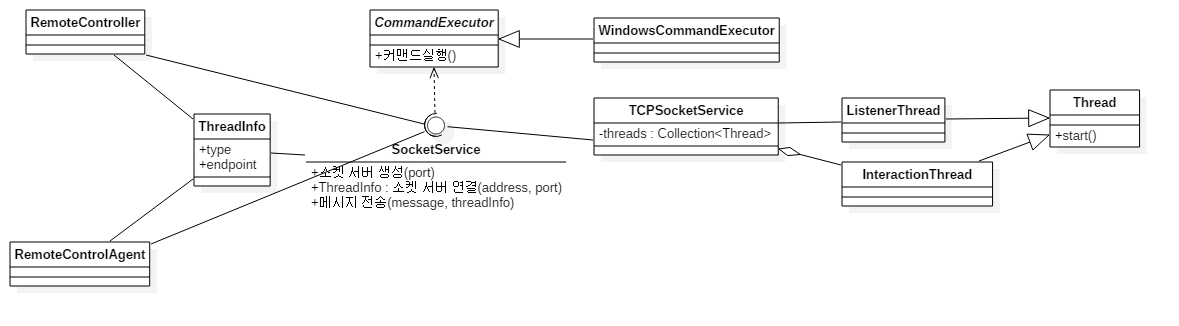 RemoteController
CommandExecutor
+커맨드실행()
WindowsCommandExecutor
ThreadInfo
+type
+endpoint
SocketService
+소켓 서버 생성(port)
+ThreadInfo : 소켓 서버 연결(address, port)
+메시지 전송(message, threadInfo)
TCPSocketService
-threads : Collection<Thread>
ListenerThread
Thread
+start()
InteractionThread
RemoteControlAgent